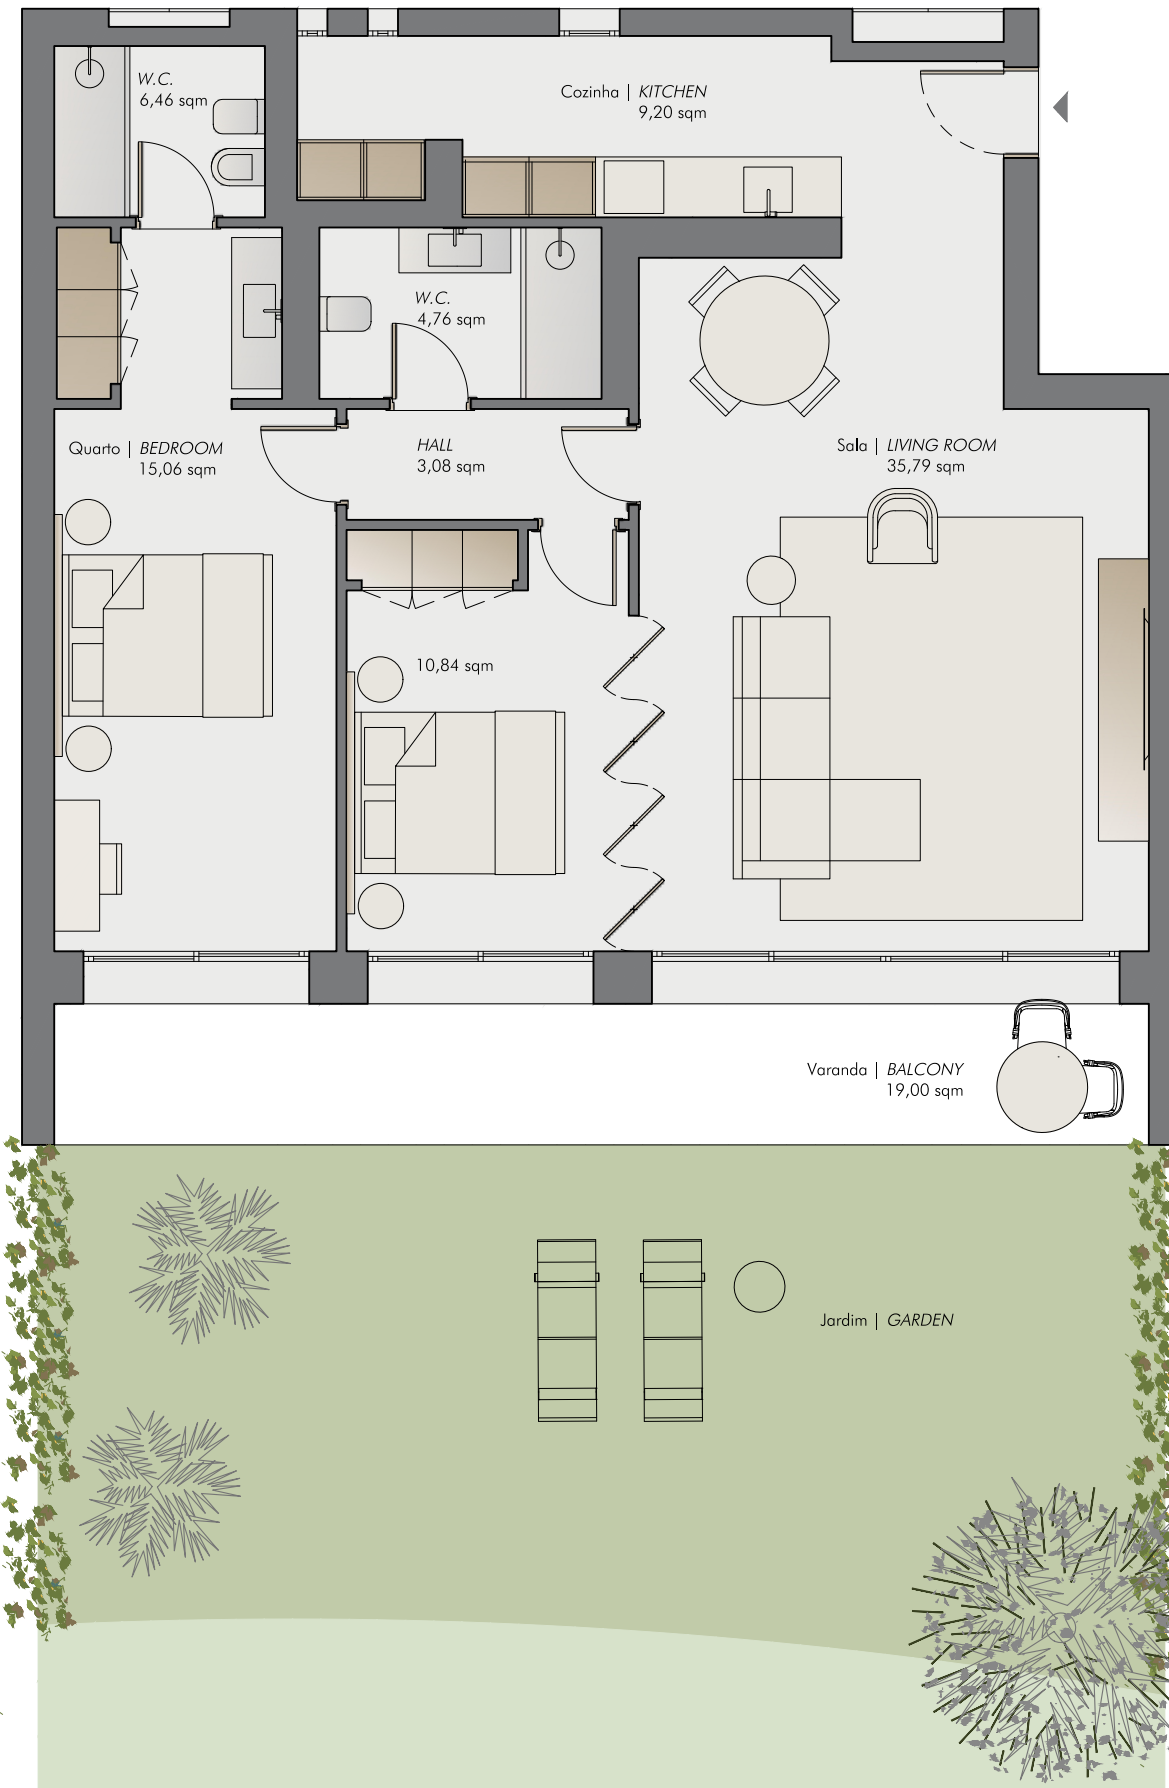 W.C.
6,46 sqm
Cozinha | KITCHEN
9,20 sqm
W.C.
4,76 sqm
Quarto | BEDROOM
15,06 sqm
HALL
3,08 sqm
Sala | LIVING ROOM
35,79 sqm
10,84 sqm
Varanda | BALCONY
19,00 sqm
Jardim | GARDEN